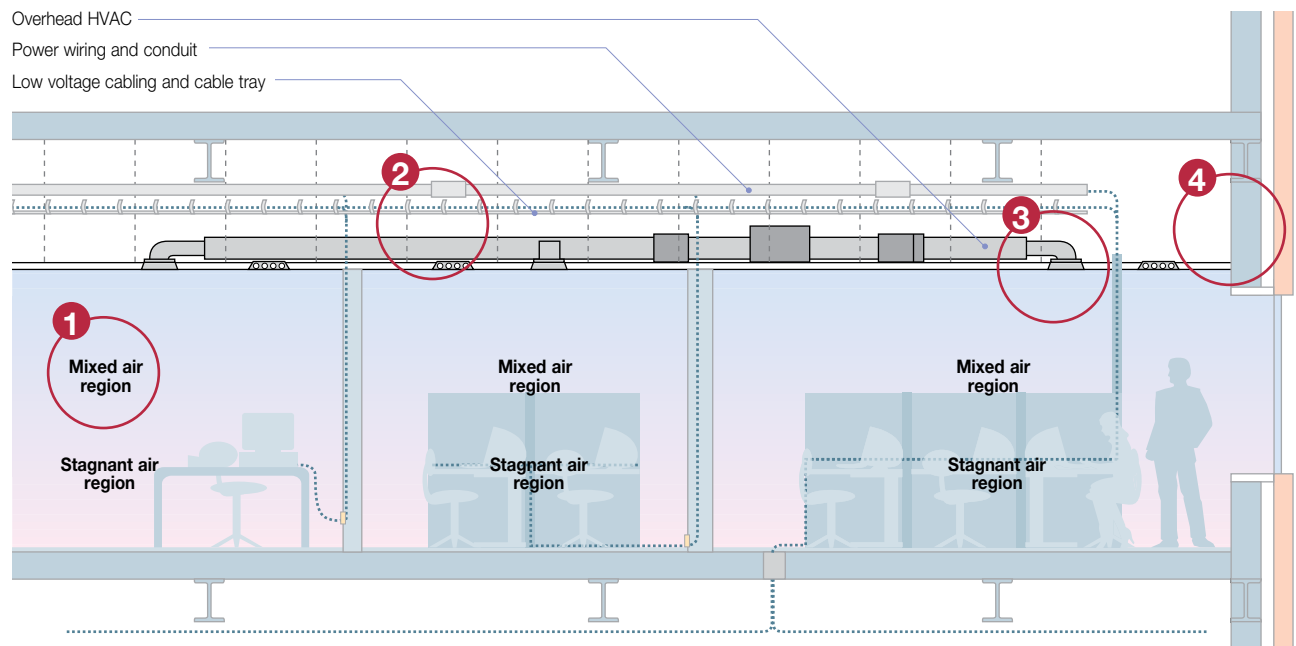 Overhead HVAC
Power wiring and conduit
Low voltage cabling and cable tray
2
4
3
1
Mixed air
region
Mixed air
region
Mixed air
region
Stagnant air
region
Stagnant air
region
Stagnant air
region